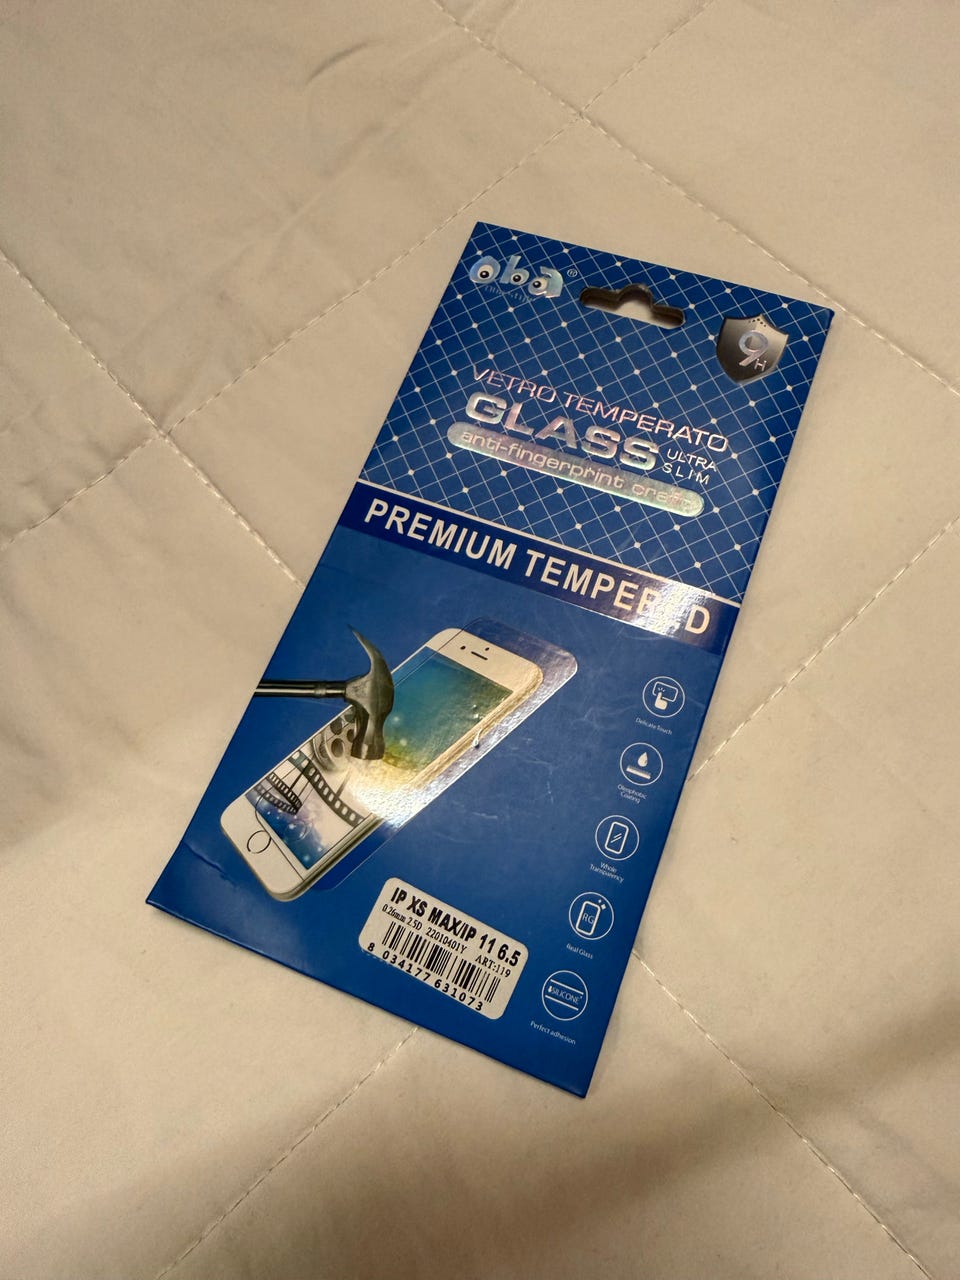 oba®
9H
VETRO TEMPERATO
GLASS ULTRA SLIM
anti-fingerprint craft
PREMIUM TEMPERED
Delicate Touch
Oleophobic
Coating
Whole
Transparency
RG
Real Glass
SILICONE
Perfect adhesion
IP XS MAX/IP 11 6.5
0.26mm 2.5D 22010401Y ART:119
8 034177 631073